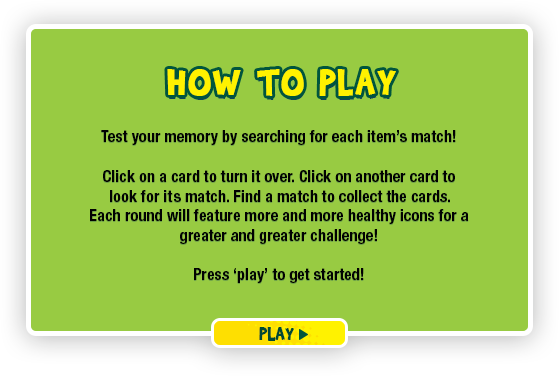 HOW TO PLAY
Test your memory by searching for each item's match!
Click on a card to turn it over. Click on another card to
look for its match. Find a match to collect the cards.
Each round will feature more and more healthy icons for a
greater and greater challenge!
Press ‘play’ to get started!
PLAY